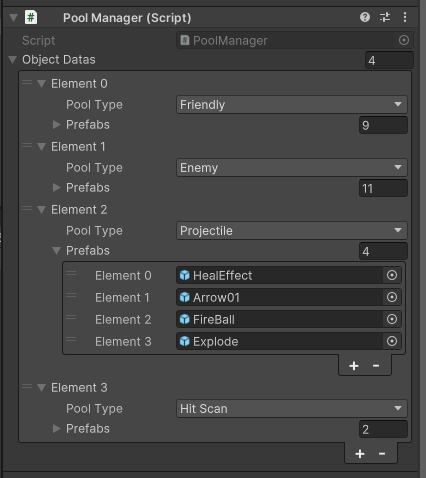 # Pool Manager (Script)
Script PoolManager
Object Datas 4
Element 0
Pool Type Friendly
Prefabs 9
Element 1
Pool Type Enemy
Prefabs 11
Element 2
Pool Type Projectile
Prefabs 4
Element 0 HealEffect
Element 1 Arrow01
Element 2 FireBall
Element 3 Explode
+ -
Element 3
Pool Type Hit Scan
Prefabs 2
+ -